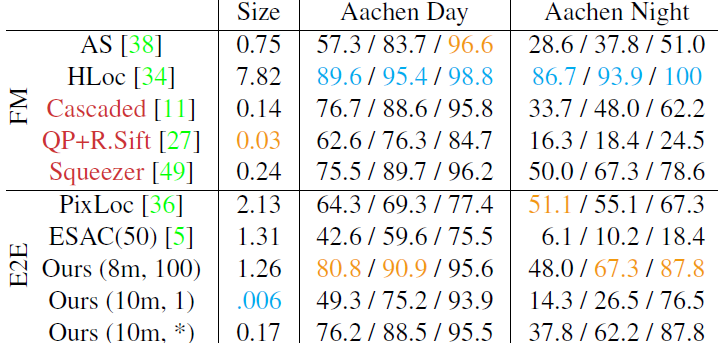 Size Aachen Day Aachen Night
FM
AS [38] 0.75 57.3 / 83.7 / 96.6 28.6 / 37.8 / 51.0
HLoc [34] 7.82 89.6 / 95.4 / 98.8 86.7 / 93.9 / 100
Cascaded [11] 0.14 76.7 / 88.6 / 95.8 33.7 / 48.0 / 62.2
QP+R.Sift [27] 0.03 62.6 / 76.3 / 84.7 16.3 / 18.4 / 24.5
Squeezer [49] 0.24 75.5 / 89.7 / 96.2 50.0 / 67.3 / 78.6
E2E
PixLoc [36] 2.13 64.3 / 69.3 / 77.4 51.1 / 55.1 / 67.3
ESAC(50) [5] 1.31 42.6 / 59.6 / 75.5 6.1 / 10.2 / 18.4
Ours (8m, 100) 1.26 80.8 / 90.9 / 95.6 48.0 / 67.3 / 87.8
Ours (10m, 1) .006 49.3 / 75.2 / 93.9 14.3 / 26.5 / 76.5
Ours (10m, *) 0.17 76.2 / 88.5 / 95.5 37.8 / 62.2 / 87.8